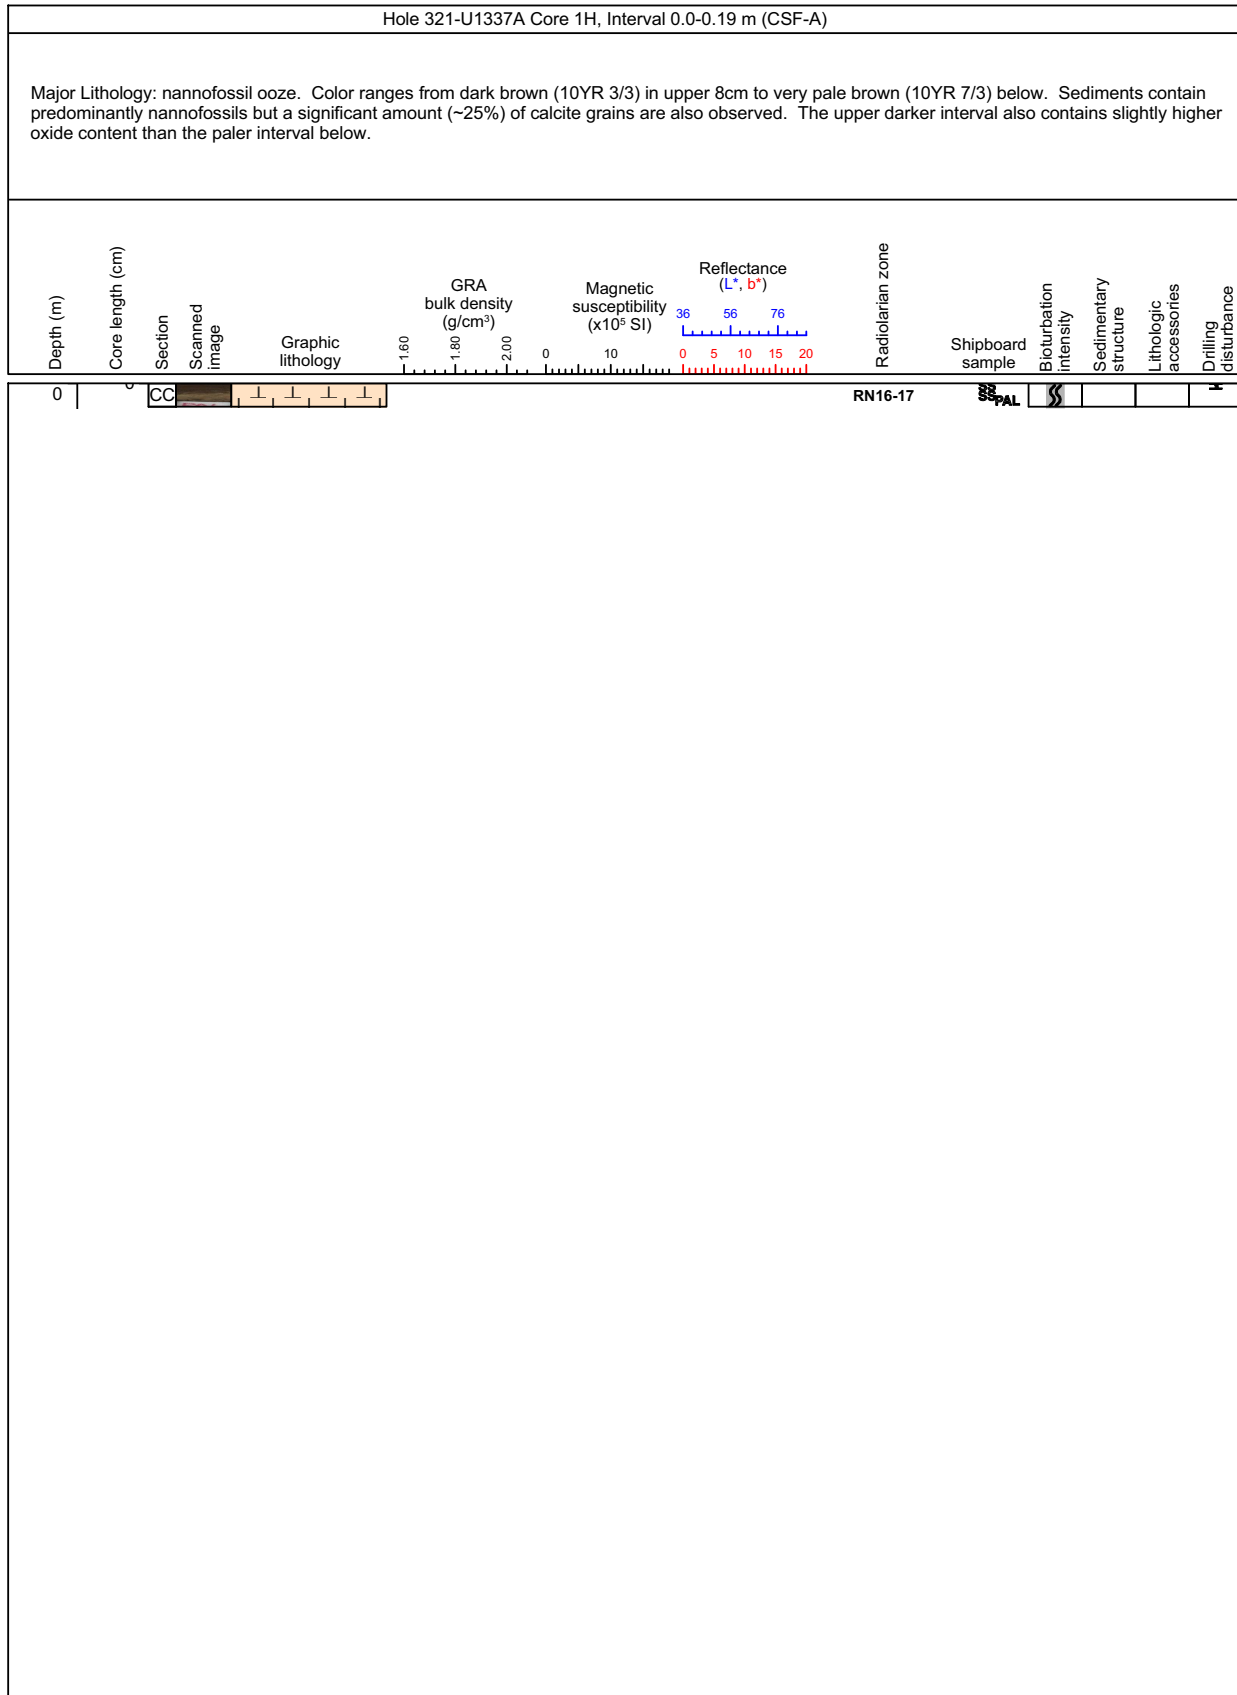 Hole 321-U1337A Core 1H, Interval 0.0-0.19 m (CSF-A)
Major Lithology: nannofossil ooze.  Color ranges from dark brown (10YR 3/3) in upper 8cm to very pale brown (10YR 7/3) below.  Sediments contain
predominantly nannofossils but a significant amount (~25%) of calcite grains are also observed.  The upper darker interval also contains slightly higher
oxide content than the paler interval below.
Depth (m)
Core length (cm)
Section
Scanned
image
Graphic
lithology
GRA
bulk density
(g/cm³)
1.60
1.80
2.00
Magnetic
susceptibility
(x10⁵ SI)
0 10
Reflectance
(L*, b*)
36 56 76
0 5 10 15 20
Radiolarian zone
Shipboard
sample
Bioturbation
intensity
Sedimentary
structure
Lithologic
accessories
Drilling
disturbance
0
CC
RN16-17
SS
SS
PAL